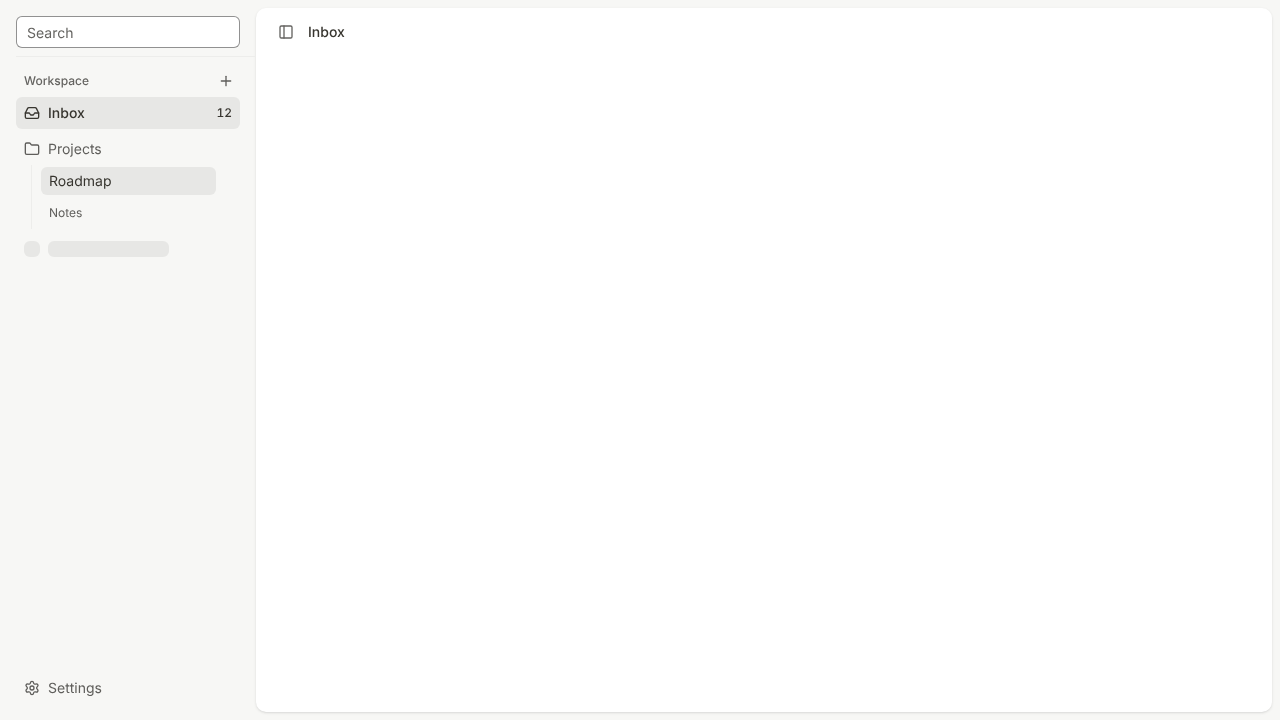 Search
Inbox
Workspace
Inbox 12
Projects
Roadmap
Notes
Settings